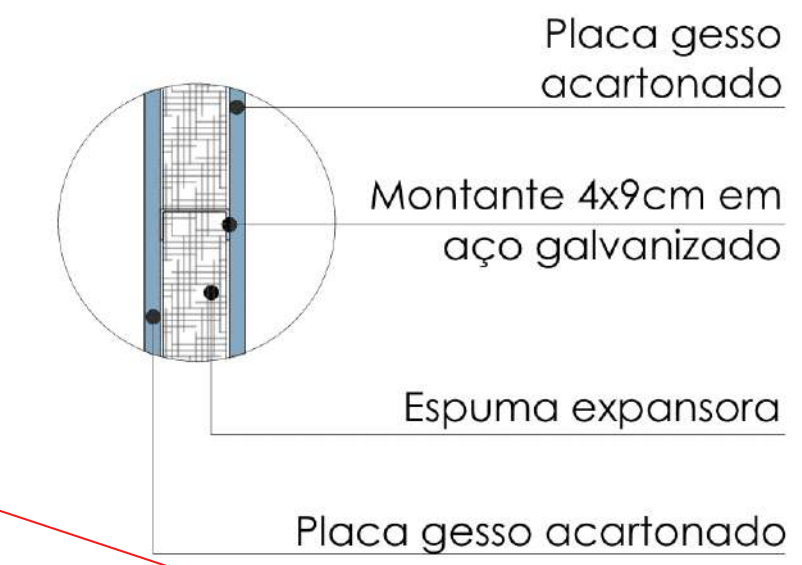 Placa gesso
acartonado
Montante 4x9cm em
aço galvanizado
Espuma expansora
Placa gesso acartonado